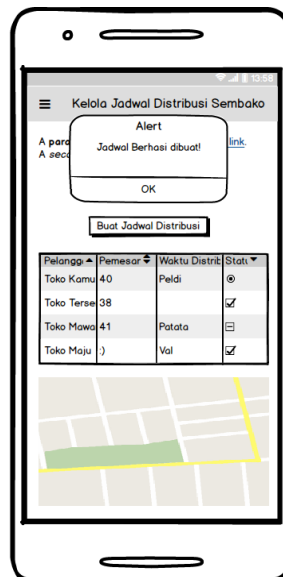 13:58
Kelola Jadwal Distribusi Sembako
Alert
Jadwal Berhasi dibuat!
OK
A para
link.
A seco
Buat Jadwal Distribusi
Pelangg Pemesar Waktu Distrib Statu
Toko Kamu 40 Peldi
Toko Terse 38
Toko Mawa 41 Patata
Toko Maju :) Val